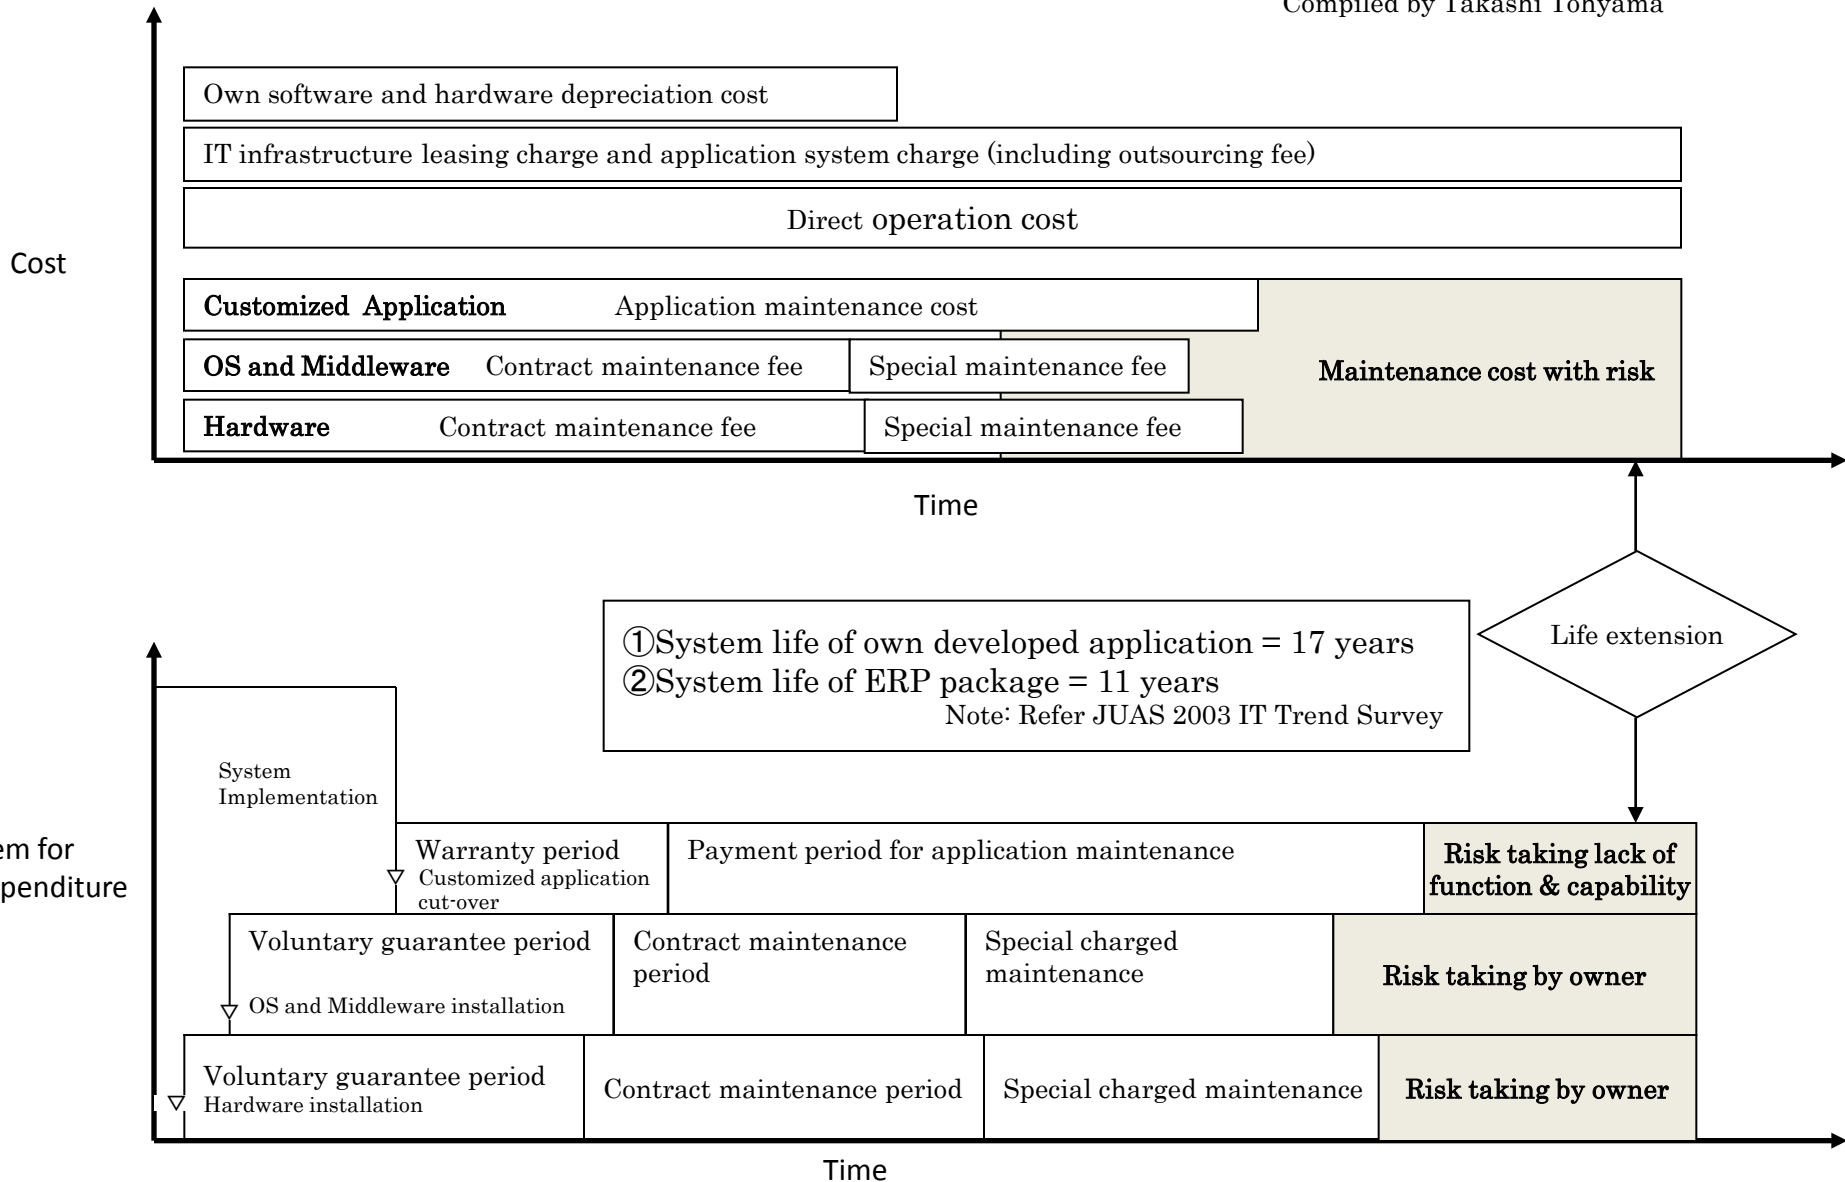 Compiled by Takashi Tohyama
Own software and hardware depreciation cost
IT infrastructure leasing charge and application system charge (including outsourcing fee)
Direct operation cost
Cost
Customized Application Application maintenance cost
OS and Middleware Contract maintenance fee Special maintenance fee
Maintenance cost with risk
Hardware Contract maintenance fee Special maintenance fee
Time
①System life of own developed application = 17 years
②System life of ERP package = 11 years
Note: Refer JUAS 2003 IT Trend Survey
Life extension
System
Implementation
em for
penditure
Warranty period
Customized application
cut-over
Payment period for application maintenance
Risk taking lack of
function & capability
Voluntary guarantee period
OS and Middleware installation
Contract maintenance
period
Special charged
maintenance
Risk taking by owner
Voluntary guarantee period
Hardware installation
Contract maintenance period
Special charged maintenance
Risk taking by owner
Time